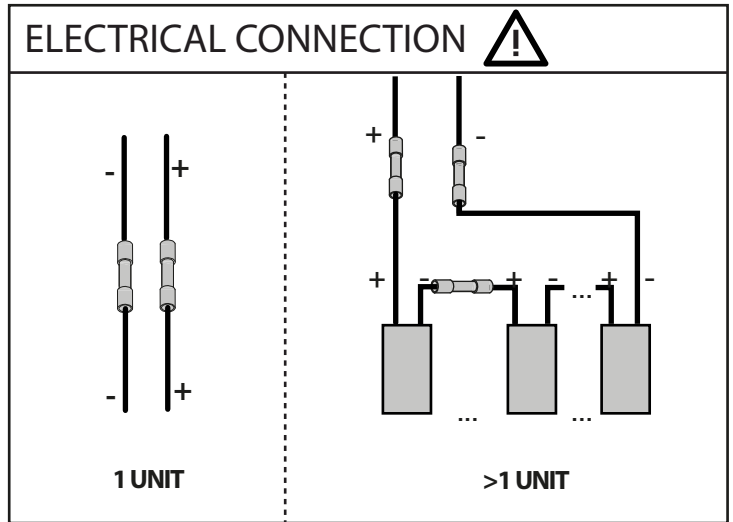 ELECTRICAL CONNECTION !
- +
+ -
+ - + - ... + -
- +
... ...
1 UNIT
>1 UNIT